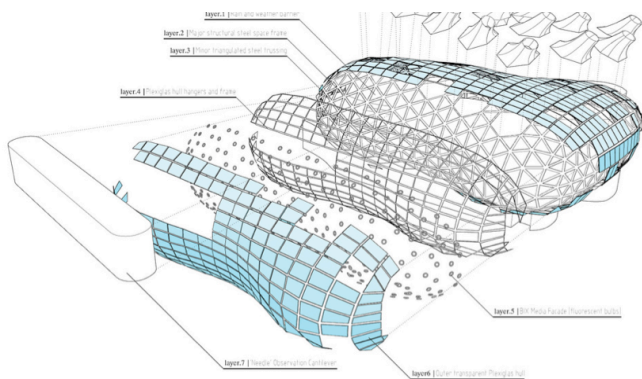 layer.1 | Rain and weather barrier
layer.2 | Major structural steel space frame
layer.3 | Minor triangulated steel trussing
layer.4 | Plexiglas hull hangers and frame
layer.5 | BIX Media Facade (fluorescent bulbs)
layer.7 | 'Needle' Observation Cantilever
layer6 | Outer transparent Plexiglas hull